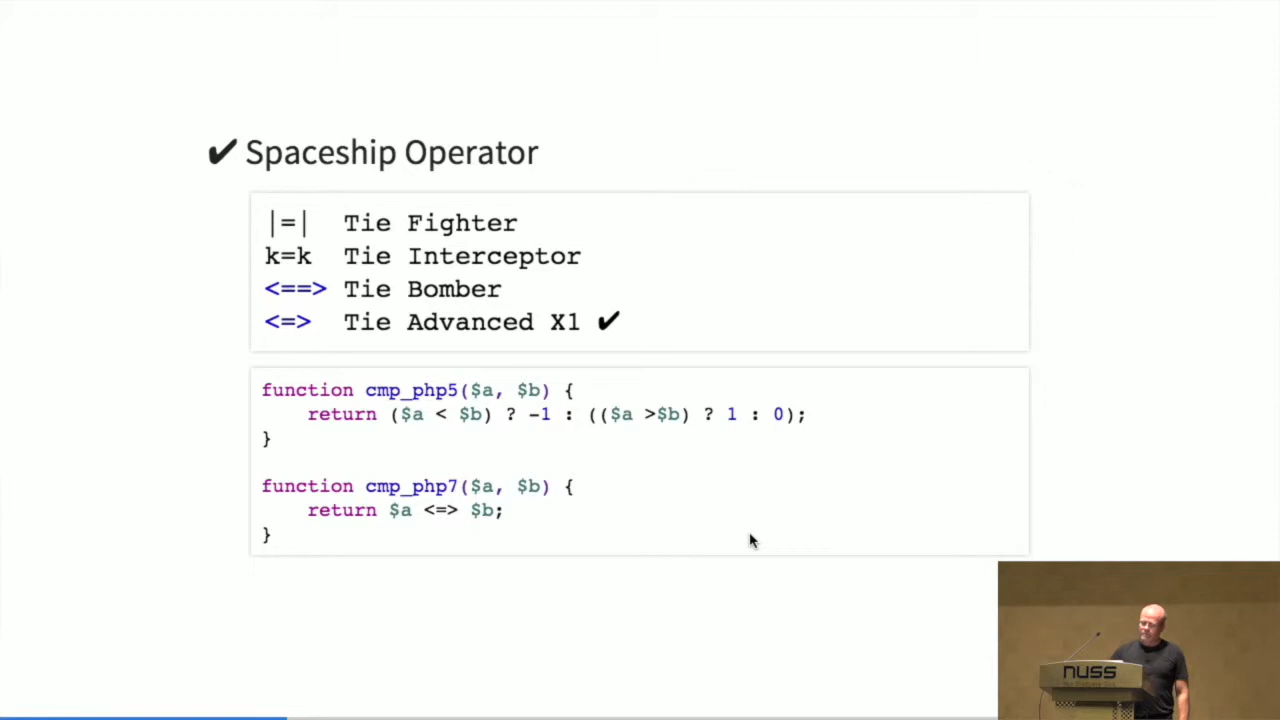 ✔ Spaceship Operator
|=| Tie Fighter
k=k Tie Interceptor
<==> Tie Bomber
<=> Tie Advanced X1 ✔
function cmp_php5($a, $b) {
    return ($a < $b) ? -1 : (($a >$b) ? 1 : 0);
}
function cmp_php7($a, $b) {
    return $a <=> $b;
}
nuss